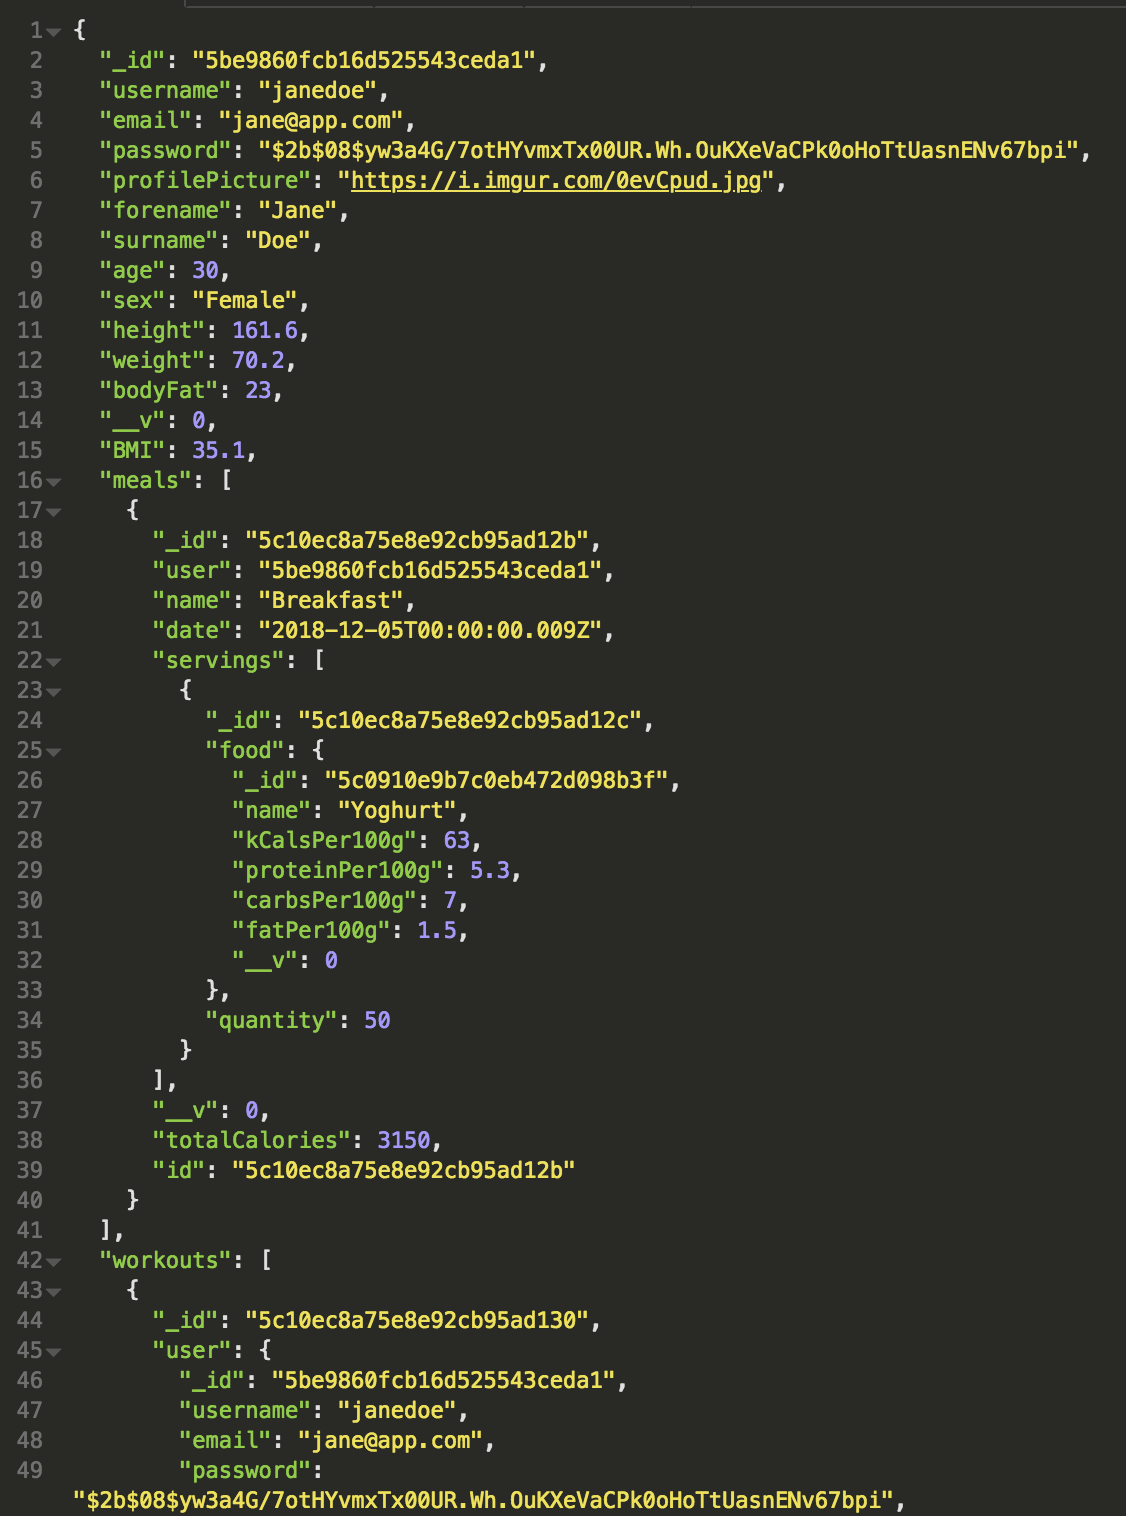 1 {
2 "_id": "5be9860fcb16d525543ceda1",
3 "username": "janedoe",
4 "email": "jane@app.com",
5 "password": "$2b$08$yw3a4G/7otHYvmxTx00UR.Wh.OuKXeVaCPk0oHoTtUasnENv67bpi",
6 "profilePicture": "https://i.imgur.com/0evCpud.jpg",
7 "forename": "Jane",
8 "surname": "Doe",
9 "age": 30,
10 "sex": "Female",
11 "height": 161.6,
12 "weight": 70.2,
13 "bodyFat": 23,
14 "__v": 0,
15 "BMI": 35.1,
16 "meals": [
17 {
18 "_id": "5c10ec8a75e8e92cb95ad12b",
19 "user": "5be9860fcb16d525543ceda1",
20 "name": "Breakfast",
21 "date": "2018-12-05T00:00:00.009Z",
22 "servings": [
23 {
24 "_id": "5c10ec8a75e8e92cb95ad12c",
25 "food": {
26 "_id": "5c0910e9b7c0eb472d098b3f",
27 "name": "Yoghurt",
28 "kCalsPer100g": 63,
29 "proteinPer100g": 5.3,
30 "carbsPer100g": 7,
31 "fatPer100g": 1.5,
32 "__v": 0
33 },
34 "quantity": 50
35 }
36 ],
37 "__v": 0,
38 "totalCalories": 3150,
39 "id": "5c10ec8a75e8e92cb95ad12b"
40 }
41 ],
42 "workouts": [
43 {
44 "_id": "5c10ec8a75e8e92cb95ad130",
45 "user": {
46 "_id": "5be9860fcb16d525543ceda1",
47 "username": "janedoe",
48 "email": "jane@app.com",
49 "password":
"$2b$08$yw3a4G/7otHYvmxTx00UR.Wh.OuKXeVaCPk0oHoTtUasnENv67bpi",